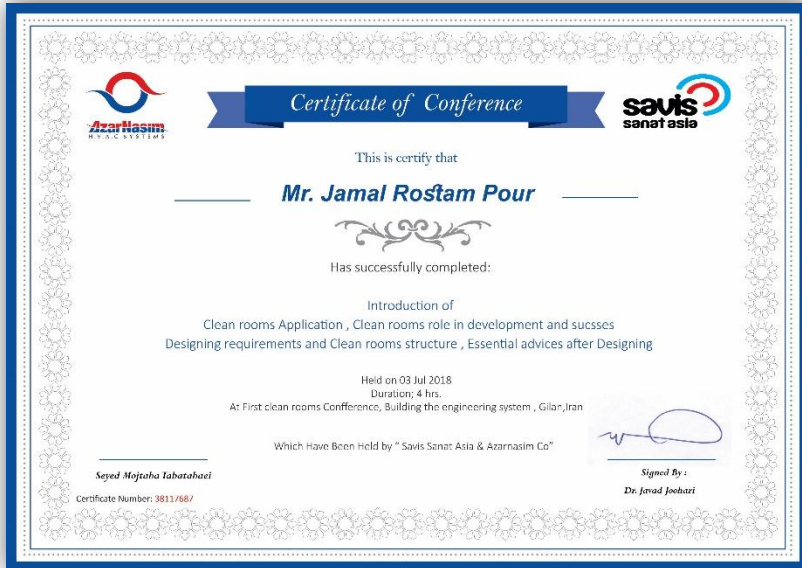 AzarNasim
H.V.A.C SYSTEMS
Certificate of Conference
savis
sanat asia
This is certify that
Mr. Jamal Rostam Pour
Has successfully completed:
Introduction of
Clean rooms Application , Clean rooms role in development and sucsses
Designing requirements and Clean rooms structure , Essential advices after Designing
Held on 03 Jul 2018
Duration; 4 hrs.
At First clean rooms Confference, Building the engineering system , Gilan,Iran
Which Have Been Held by " Savis Sanat Asia & Azarnasim Co"
Seyed Mojtaba Tabatabaei
Certificate Number: 38117687
Signed By :
Dr. Javad Joohari